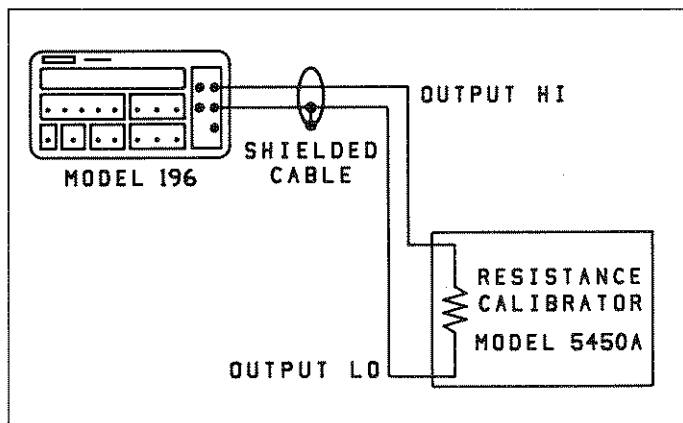 OUTPUT HI
SHIELDED
CABLE
MODEL 196
RESISTANCE
CALIBRATOR
MODEL 5450A
OUTPUT LO